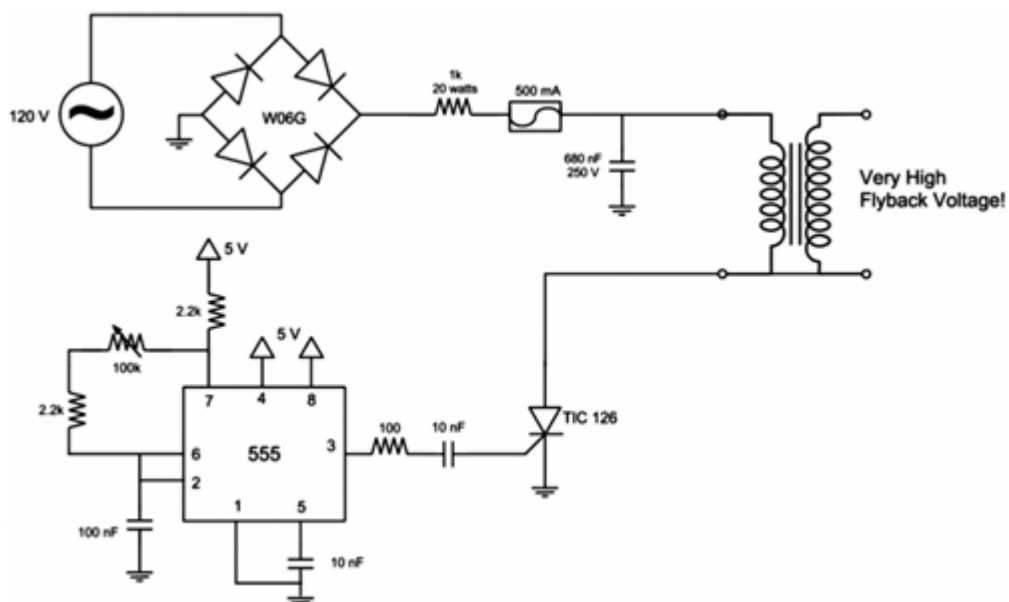 120 V
W06G
1k
20 watts
500 mA
680 nF
250 V
Very High
Flyback Voltage!
5 V
2.2k
100k
2.2k
5 V
7
4
8
6
2
555
3
1
5
100
10 nF
TIC 126
100 nF
10 nF